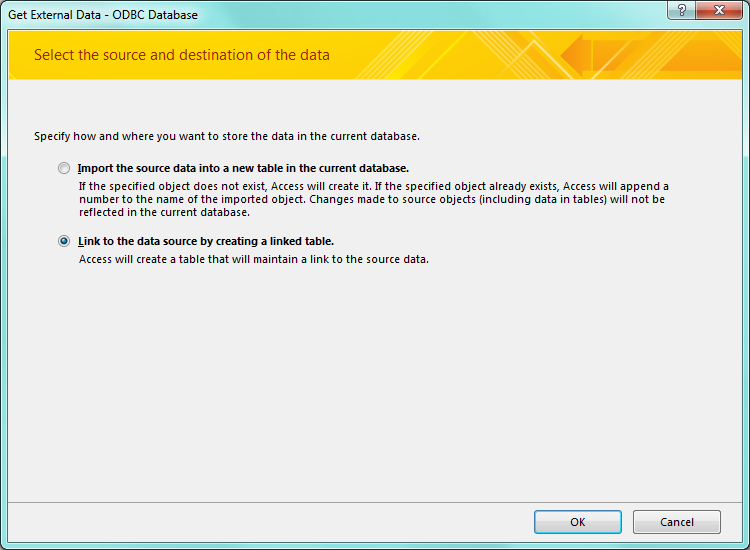 Get External Data - ODBC Database
Select the source and destination of the data
Specify how and where you want to store the data in the current database.
Import the source data into a new table in the current database.
If the specified object does not exist, Access will create it. If the specified object already exists, Access will append a
number to the name of the imported object. Changes made to source objects (including data in tables) will not be
reflected in the current database.
Link to the data source by creating a linked table.
Access will create a table that will maintain a link to the source data.
OK
Cancel